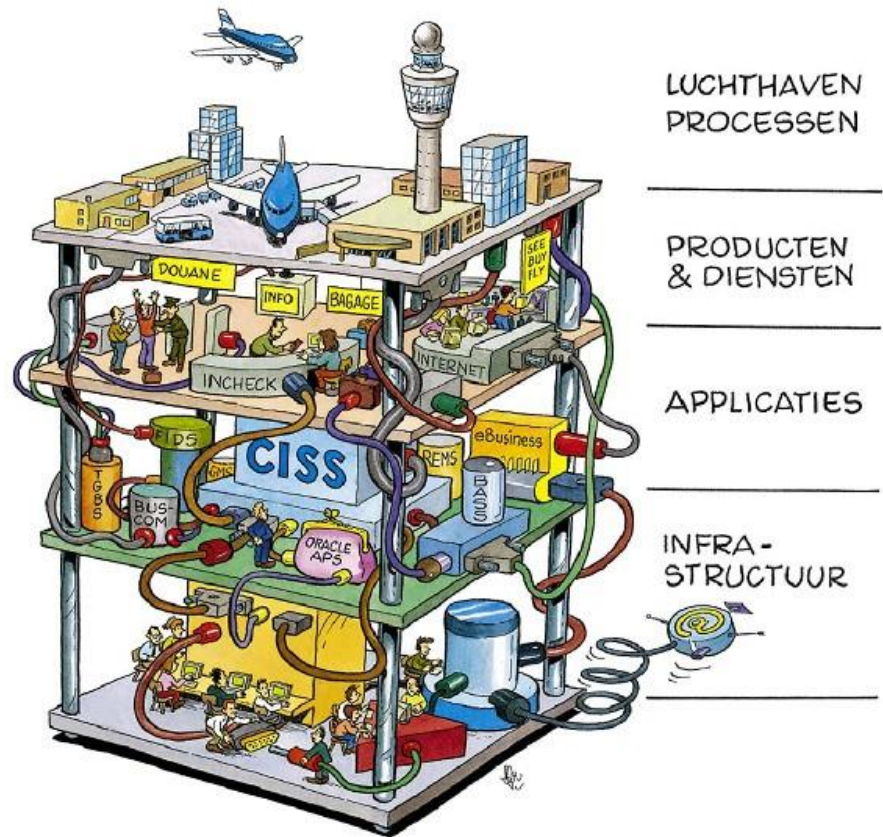 LUCHTHAVEN
PROCESSEN
PRODUCTEN
& DIENSTEN
APPLICATIES
INFRA-
STRUCTUUR
DOUANE
INFO
BAGAGE
SEE
BUY
FLY
INCHECK
INTERNET
FIDS
TGBS
BUS-
COM
GMS
CISS
REMS
eBusiness
BASS
ORACLE
APS
@